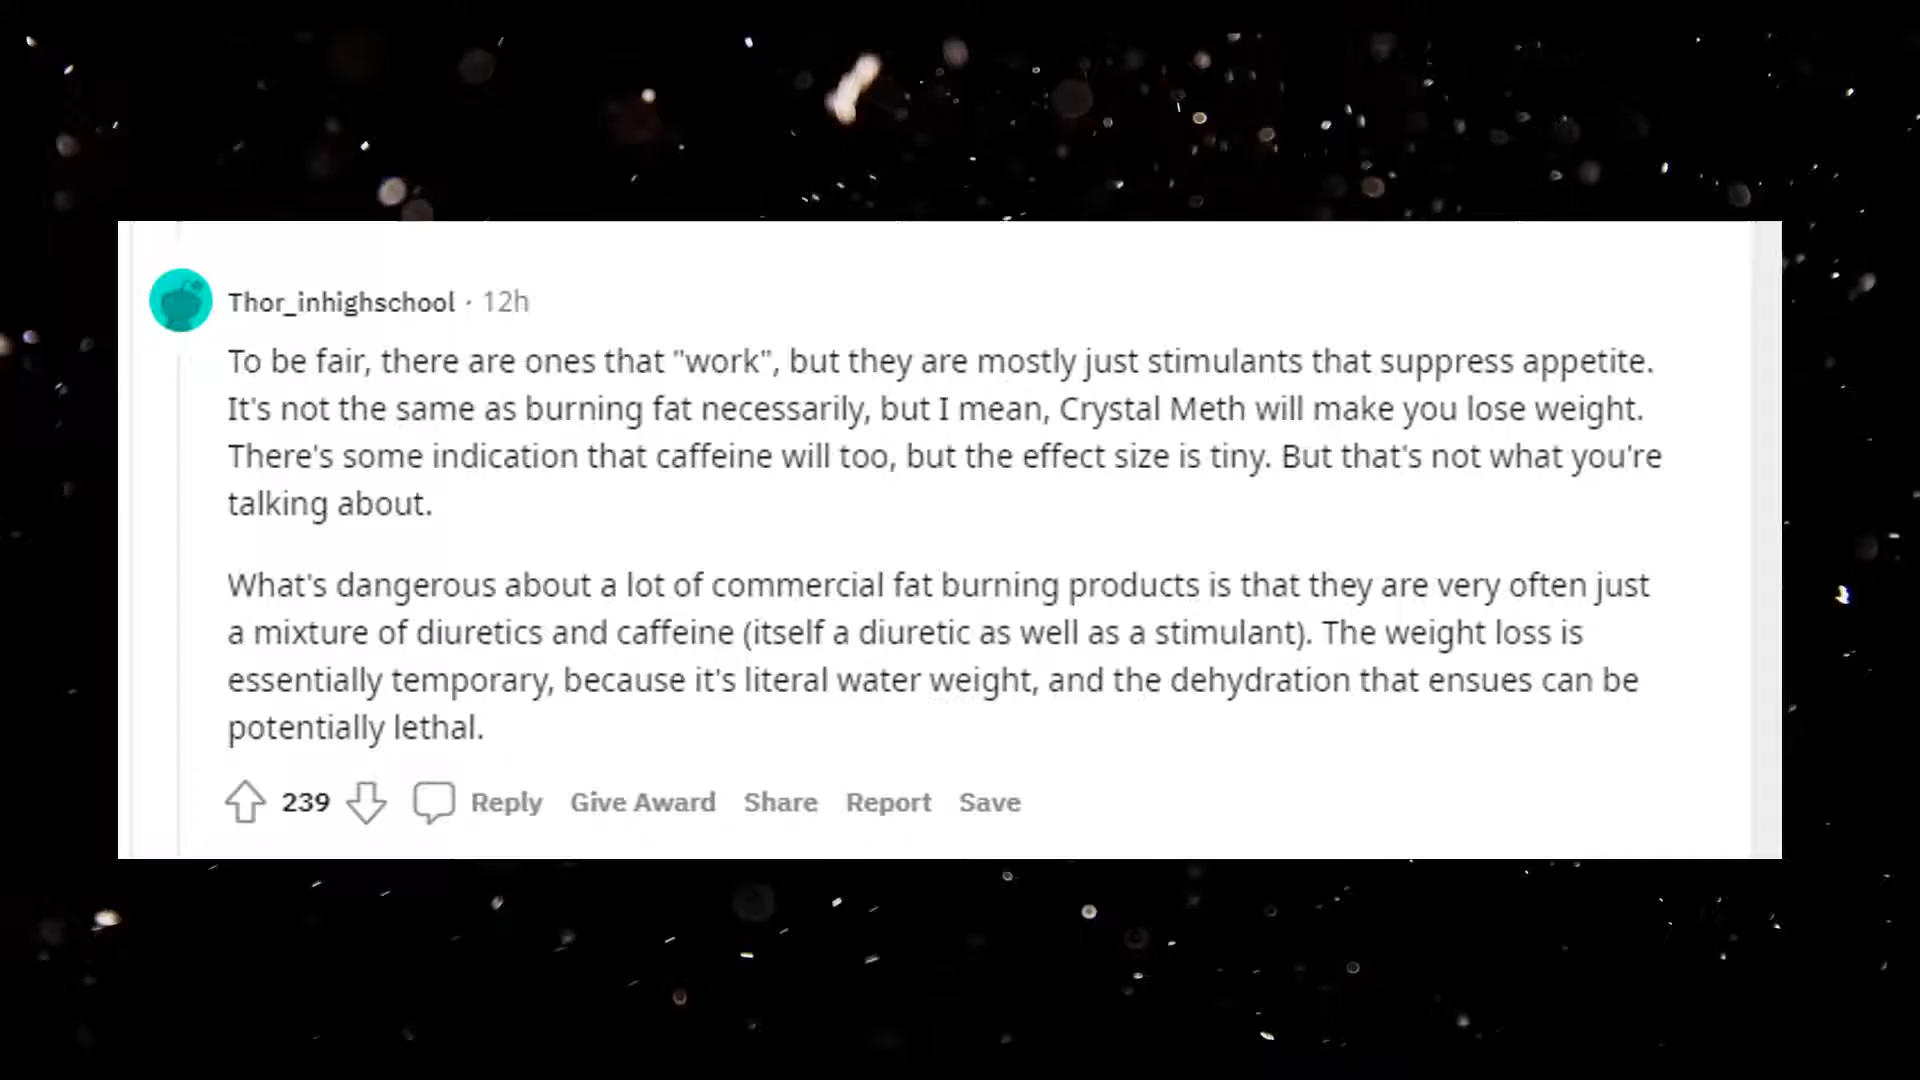 Thor_inhighschool · 12h
To be fair, there are ones that "work", but they are mostly just stimulants that suppress appetite.
It's not the same as burning fat necessarily, but I mean, Crystal Meth will make you lose weight.
There's some indication that caffeine will too, but the effect size is tiny. But that's not what you're
talking about.
What's dangerous about a lot of commercial fat burning products is that they are very often just
a mixture of diuretics and caffeine (itself a diuretic as well as a stimulant). The weight loss is
essentially temporary, because it's literal water weight, and the dehydration that ensues can be
potentially lethal.
239 Reply Give Award Share Report Save